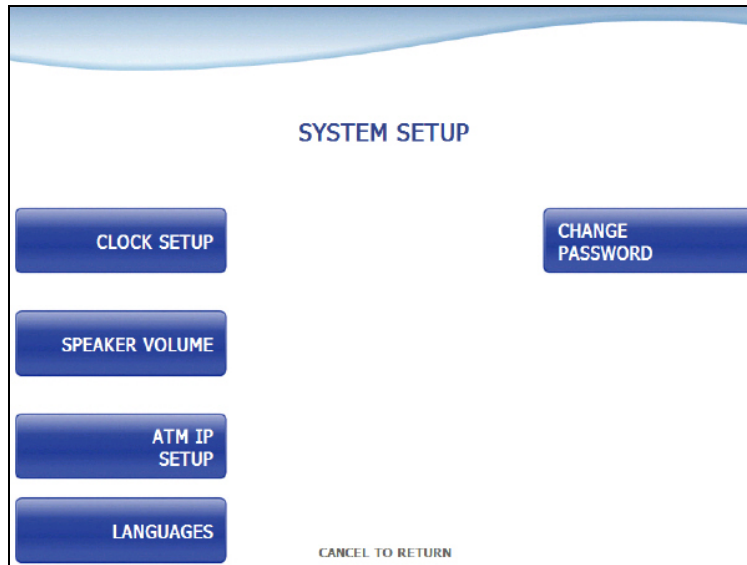 SYSTEM SETUP
CLOCK SETUP
CHANGE
PASSWORD
SPEAKER VOLUME
ATM IP
SETUP
LANGUAGES
CANCEL TO RETURN